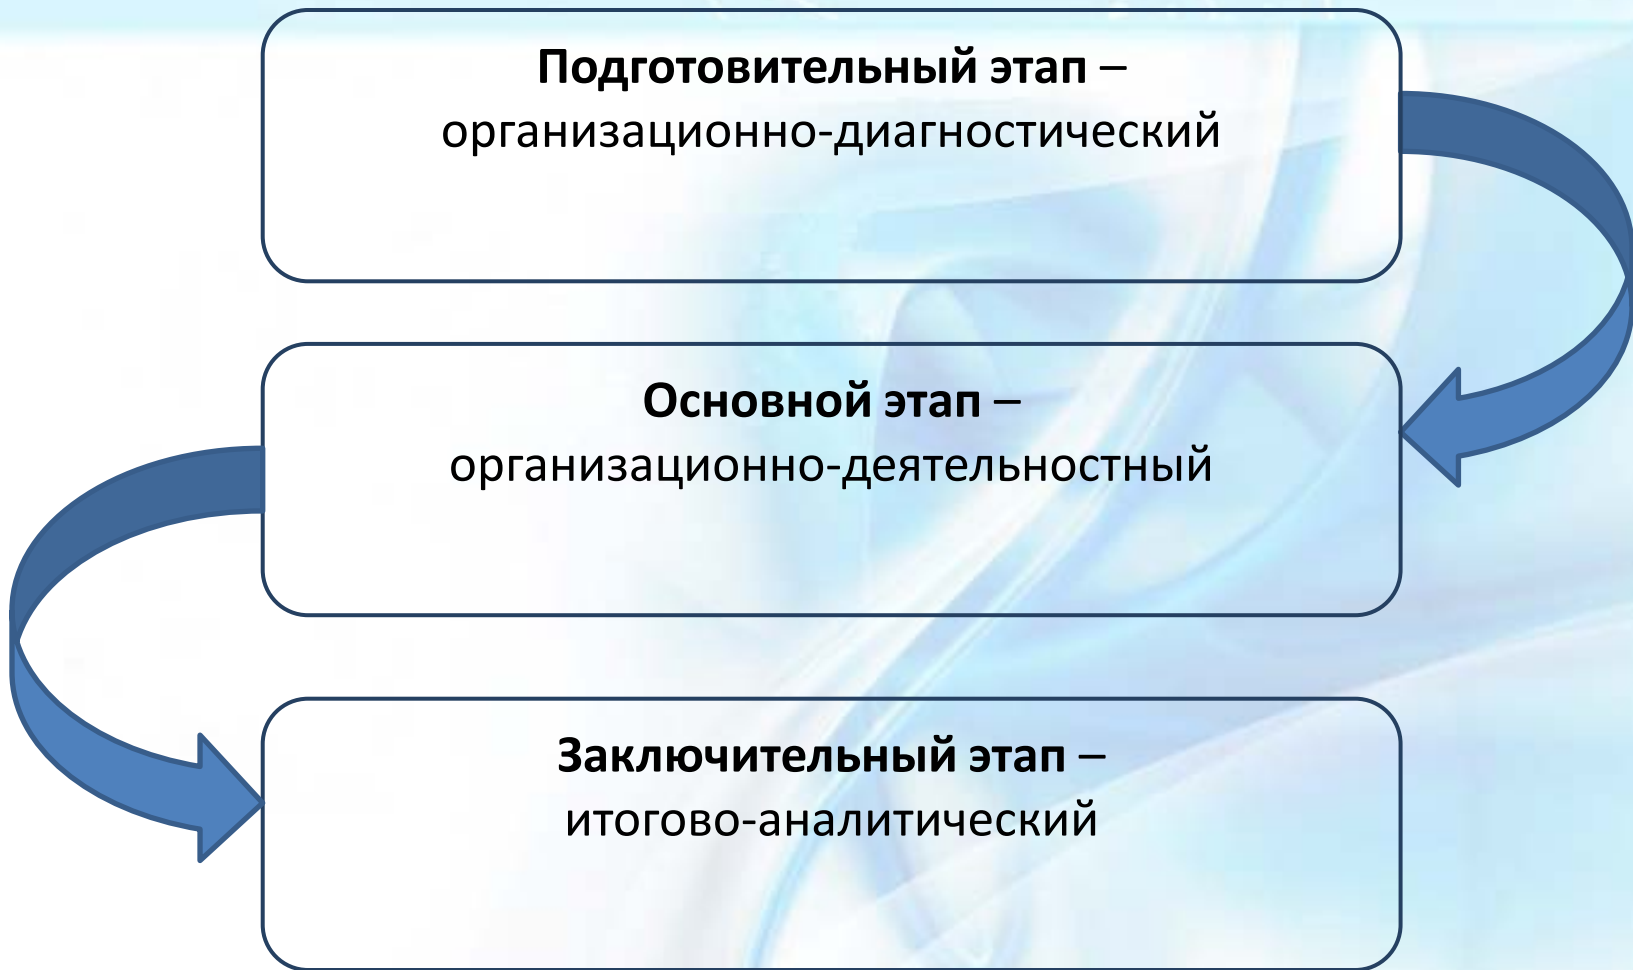 Подготовительный этап –
организационно-диагностический
Основной этап –
организационно-деятельностный
Заключительный этап –
итогово-аналитический